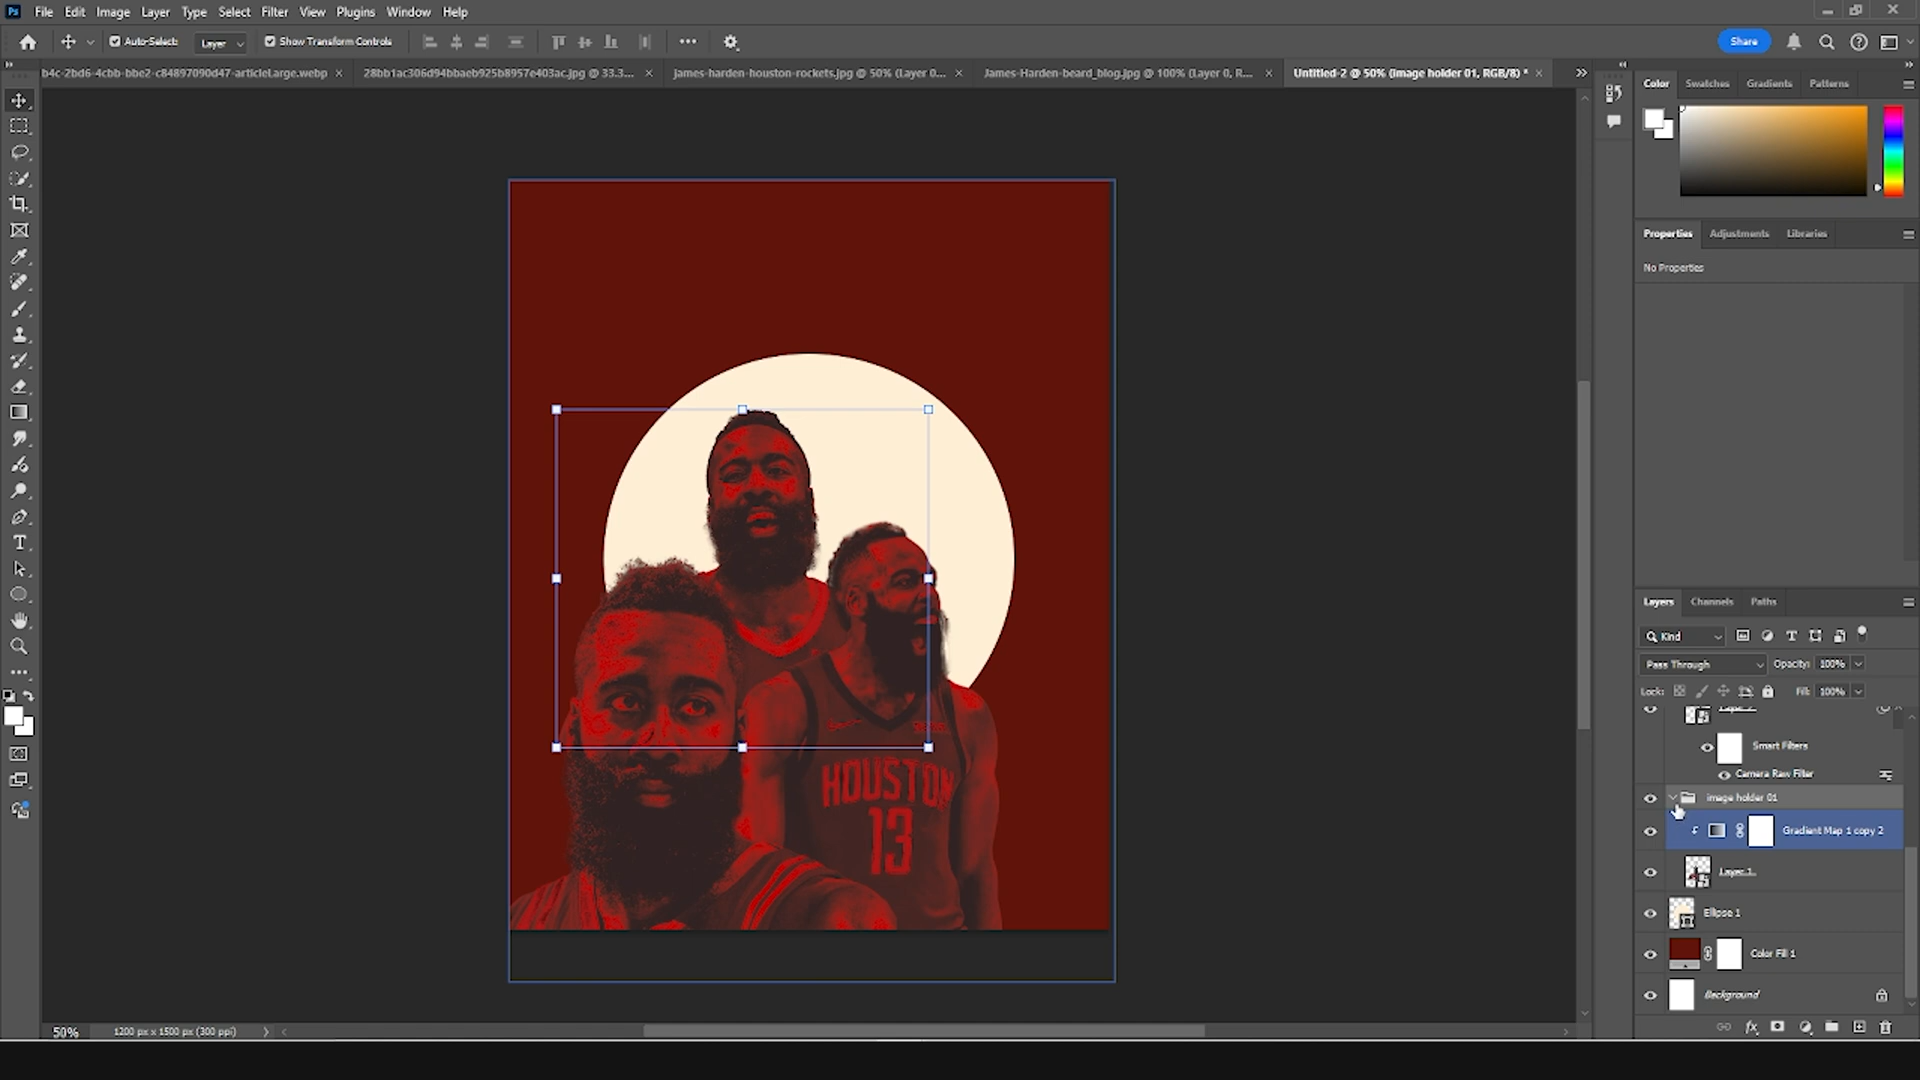 Ps File Edit Image Layer Type Select Filter View Plugins Window Help
Auto-Select: Layer Show Transform Controls Share
b4c-2bd6-4cbb-bbe2-c84897090d47-articleLarge.webp × 28bb1ac306d94bbaeb925b8957e403ac.jpg @ 33.3... × James-harden-houston-rockets.jpg @ 50% (Layer 0... × James-Harden-beard_blog.jpg @ 100% (Layer 0, R... × Untitled-2 @ 50% (image holder 01, RGB/8) * ×
Color Swatches Gradients Patterns
Properties Adjustments Libraries
No Properties
HOUSTON
13
Layers Channels Paths
Kind
Pass Through Opacity: 100%
Lock: Fill: 100%
Smart Filters
Camera Raw Filter
image holder 01
Gradient Map 1 copy 2
Layer 1
Ellipse 1
Color Fill 1
Background
50% 1200 px x 1500 px (300 ppi)